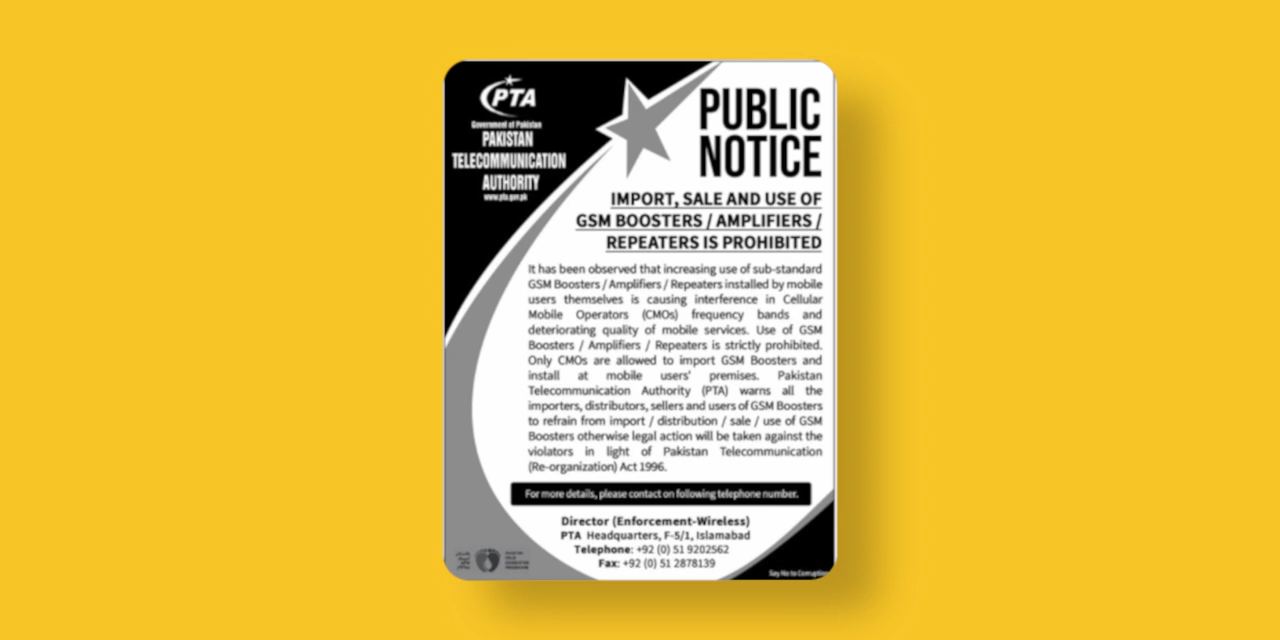 PTA
Government of Pakistan
PAKISTAN
TELECOMMUNICATION
AUTHORITY
www.pta.gov.pk
PUBLIC
NOTICE
IMPORT, SALE AND USE OF
GSM BOOSTERS / AMPLIFIERS /
REPEATERS IS PROHIBITED
It has been observed that increasing use of sub-standard
GSM Boosters / Amplifiers / Repeaters installed by mobile
users themselves is causing interference in Cellular
Mobile Operators (CMOs) frequency bands and
deteriorating quality of mobile services. Use of GSM
Boosters / Amplifiers / Repeaters is strictly prohibited.
Only CMOs are allowed to import GSM Boosters and
install at mobile users' premises. Pakistan
Telecommunication Authority (PTA) warns all the
importers, distributors, sellers and users of GSM Boosters
to refrain from import / distribution / sale / use of GSM
Boosters otherwise legal action will be taken against the
violators in light of Pakistan Telecommunication
(Re-organization) Act 1996.
For more details, please contact on following telephone number.
Director (Enforcement-Wireless)
PTA Headquarters, F-5/1, Islamabad
Telephone: +92 (0) 51 9202562
Fax: +92 (0) 51 2878139
Say No to Corruption